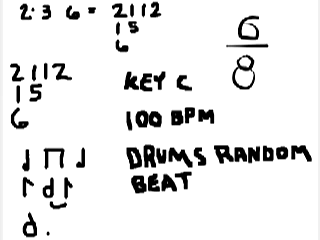 2·3 6 = 2112
15
6
6
8
2112
15
6
KEY C
100 BPM
DRUMS RANDOM
BEAT